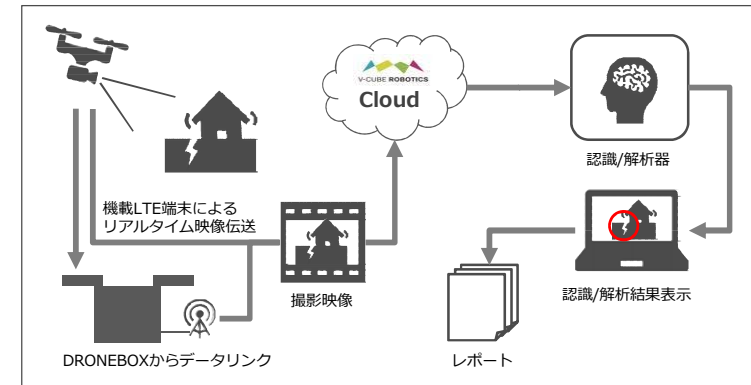 V-CUBE ROBOTICS
Cloud
認識/解析器
機載LTE端末による
リアルタイム映像伝送
撮影映像
認識/解析結果表示
DRONEBOXからデータリンク
レポート